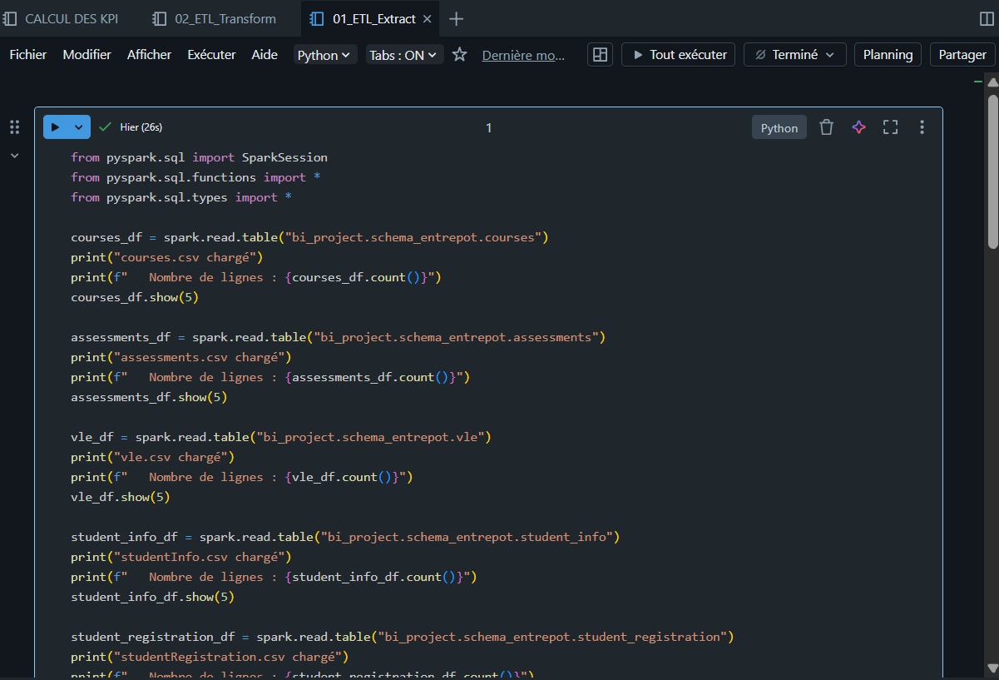 CALCUL DES KPI 02_ETL_Transform 01_ETL_Extract
Fichier Modifier Afficher Exécuter Aide Python Tabs : ON Dernière mo... Tout exécuter Terminé Planning Partager
Hier (26s) 1 Python
from pyspark.sql import SparkSession
from pyspark.sql.functions import *
from pyspark.sql.types import *
courses_df = spark.read.table("bi_project.schema_entrepot.courses")
print("courses.csv chargé")
print(f"   Nombre de lignes : {courses_df.count()}")
courses_df.show(5)
assessments_df = spark.read.table("bi_project.schema_entrepot.assessments")
print("assessments.csv chargé")
print(f"   Nombre de lignes : {assessments_df.count()}")
assessments_df.show(5)
vle_df = spark.read.table("bi_project.schema_entrepot.vle")
print("vle.csv chargé")
print(f"   Nombre de lignes : {vle_df.count()}")
vle_df.show(5)
student_info_df = spark.read.table("bi_project.schema_entrepot.student_info")
print("studentInfo.csv chargé")
print(f"   Nombre de lignes : {student_info_df.count()}")
student_info_df.show(5)
student_registration_df = spark.read.table("bi_project.schema_entrepot.student_registration")
print("studentRegistration.csv chargé")
print(f"   Nombre de lignes : {student_registration_df.count()}")